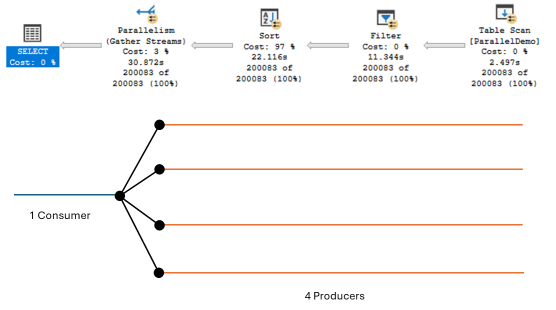 SELECT
Cost: 0 %
Parallelism
(Gather Streams)
Cost: 3 %
30.872s
200083 of
200083 (100%)
Sort
Cost: 97 %
22.116s
200083 of
200083 (100%)
Filter
Cost: 0 %
11.344s
200083 of
200083 (100%)
Table Scan
[ParallelDemo]
Cost: 0 %
2.497s
200083 of
200083 (100%)
1 Consumer
4 Producers